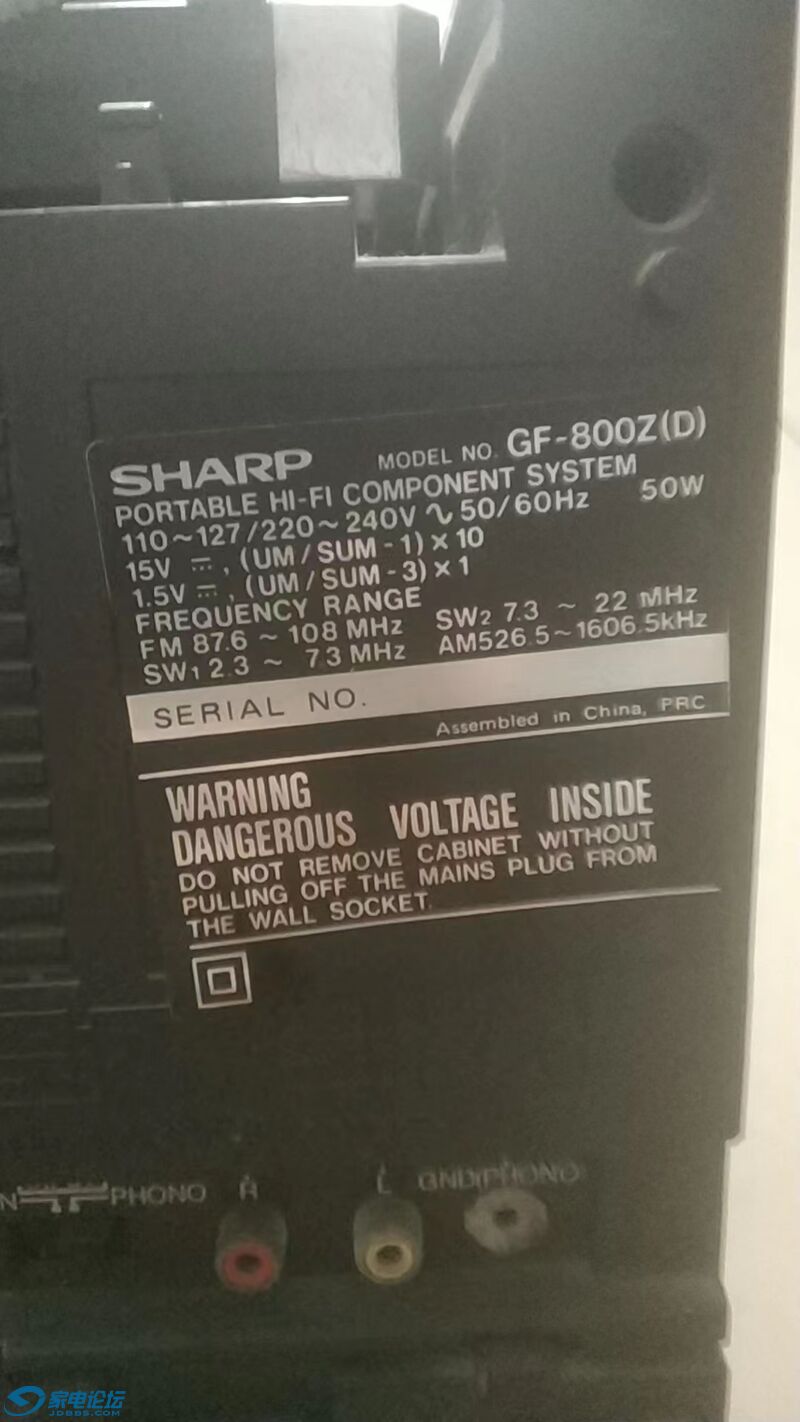 SHARP MODEL NO. GF-800Z(D)
PORTABLE HI-FI COMPONENT SYSTEM
110~127/220~240V ∿ 50/60Hz 50W
15V ⎓, (UM/SUM-1)×10
1.5V ⎓, (UM/SUM-3)×1
FREQUENCY RANGE
FM 87.6 ~ 108 MHz SW2 7.3 ~ 22 MHz
SW1 2.3 ~ 7.3 MHz AM526.5~1606.5kHz
SERIAL NO.
Assembled in China, PRC
WARNING
DANGEROUS VOLTAGE INSIDE
DO NOT REMOVE CABINET WITHOUT
PULLING OFF THE MAINS PLUG FROM
THE WALL SOCKET.
PHONO R L GND(PHONO)
家电论坛
JDBBS.COM